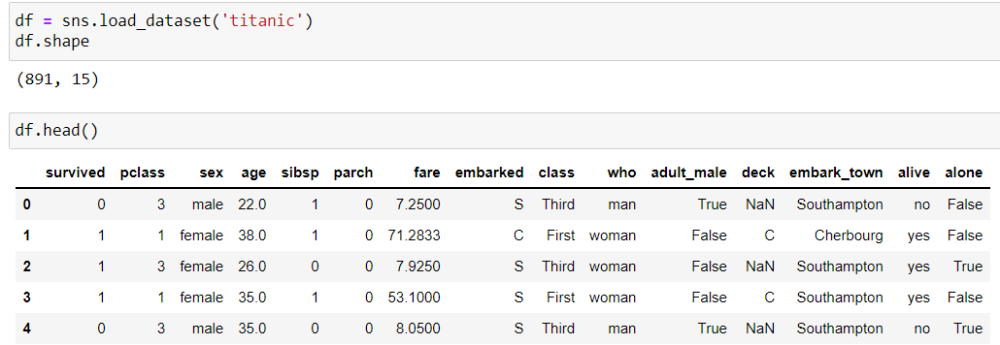 df = sns.load_dataset('titanic')
df.shape
(891, 15)
df.head()
survived pclass sex age sibsp parch fare embarked class who adult_male deck embark_town alive alone
0 0 3 male 22.0 1 0 7.2500 S Third man True NaN Southampton no False
1 1 1 female 38.0 1 0 71.2833 C First woman False C Cherbourg yes False
2 1 3 female 26.0 0 0 7.9250 S Third woman False NaN Southampton yes True
3 1 1 female 35.0 1 0 53.1000 S First woman False C Southampton yes False
4 0 3 male 35.0 0 0 8.0500 S Third man True NaN Southampton no True